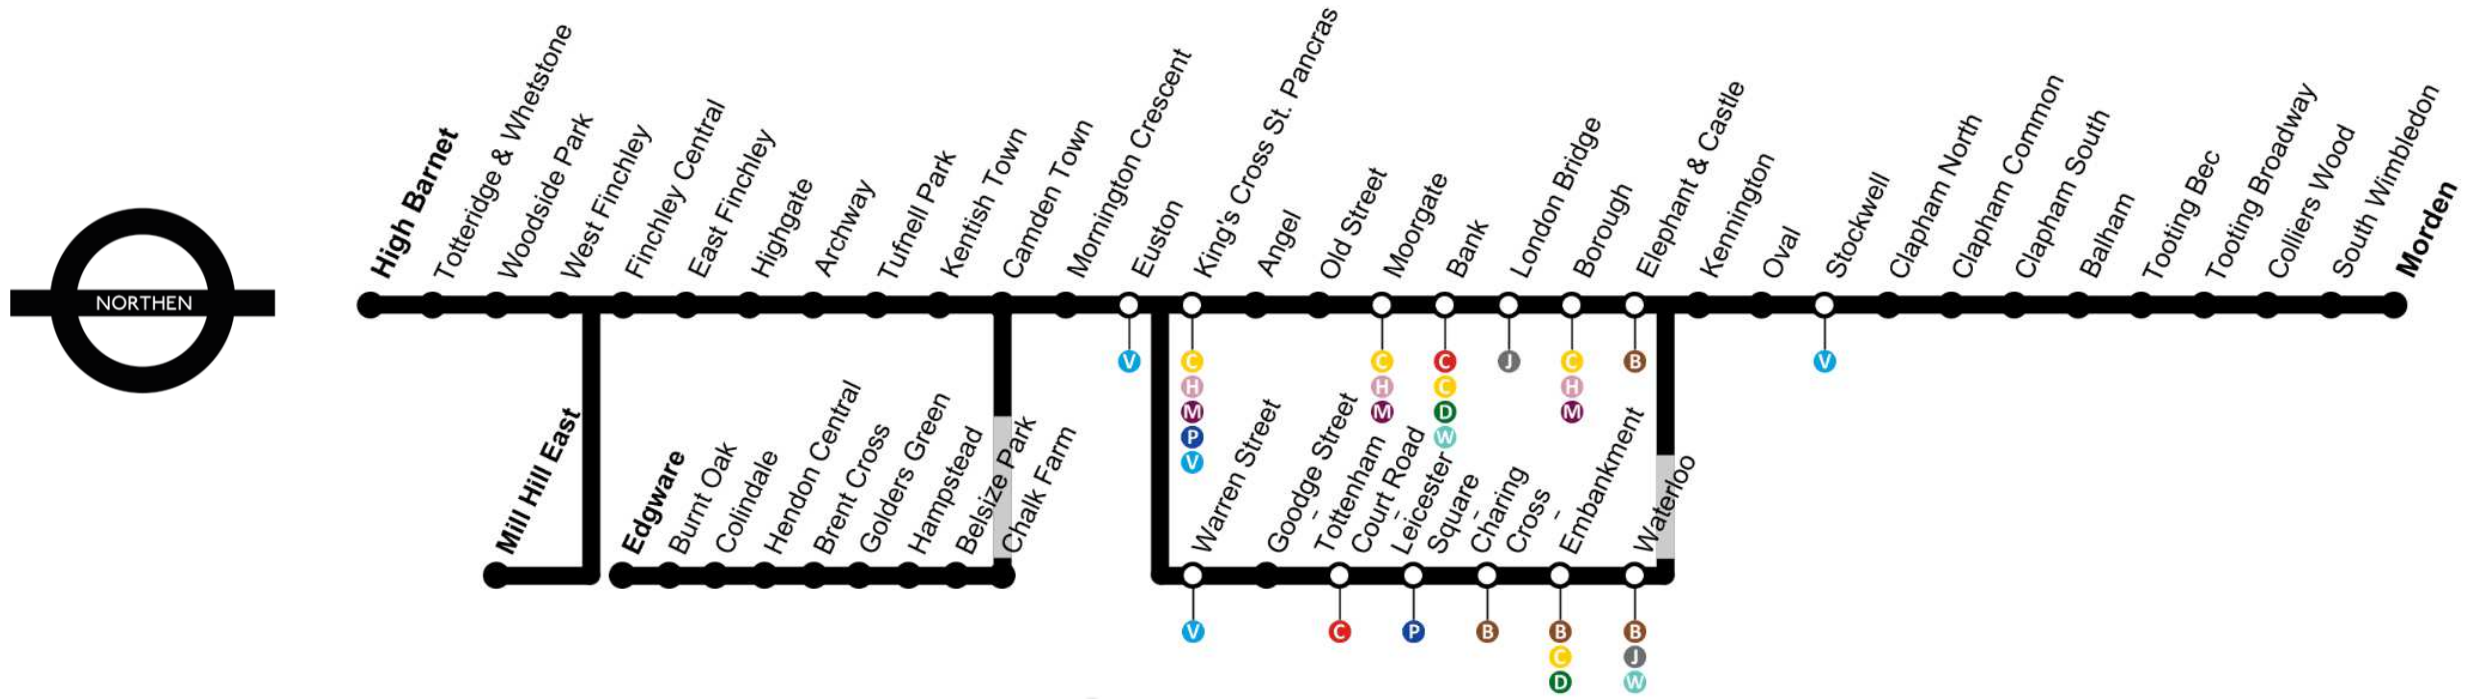 NORTHEN
High Barnet
Totteridge & Whetstone
Woodside Park
West Finchley
Finchley Central
East Finchley
Highgate
Archway
Tufnell Park
Kentish Town
Camden Town
Mornington Crescent
Euston
King's Cross St. Pancras
Angel
Old Street
Moorgate
Bank
London Bridge
Borough
Elephant & Castle
Kennington
Oval
Stockwell
Clapham North
Clapham Common
Clapham South
Balham
Tooting Bec
Tooting Broadway
Colliers Wood
South Wimbledon
Morden
V
C
H
M
P
V
C
H
M
C
C
D
W
J
C
H
M
B
V
Mill Hill East
Edgware
Burnt Oak
Colindale
Hendon Central
Brent Cross
Golders Green
Hampstead
Belsize Park
Chalk Farm
Warren Street
Goodge Street
-
Tottenham
Court Road
-
Leicester
Square
-
Charing
Cross
-
Embankment
Waterloo
V
C
P
B
B
C
D
B
J
W